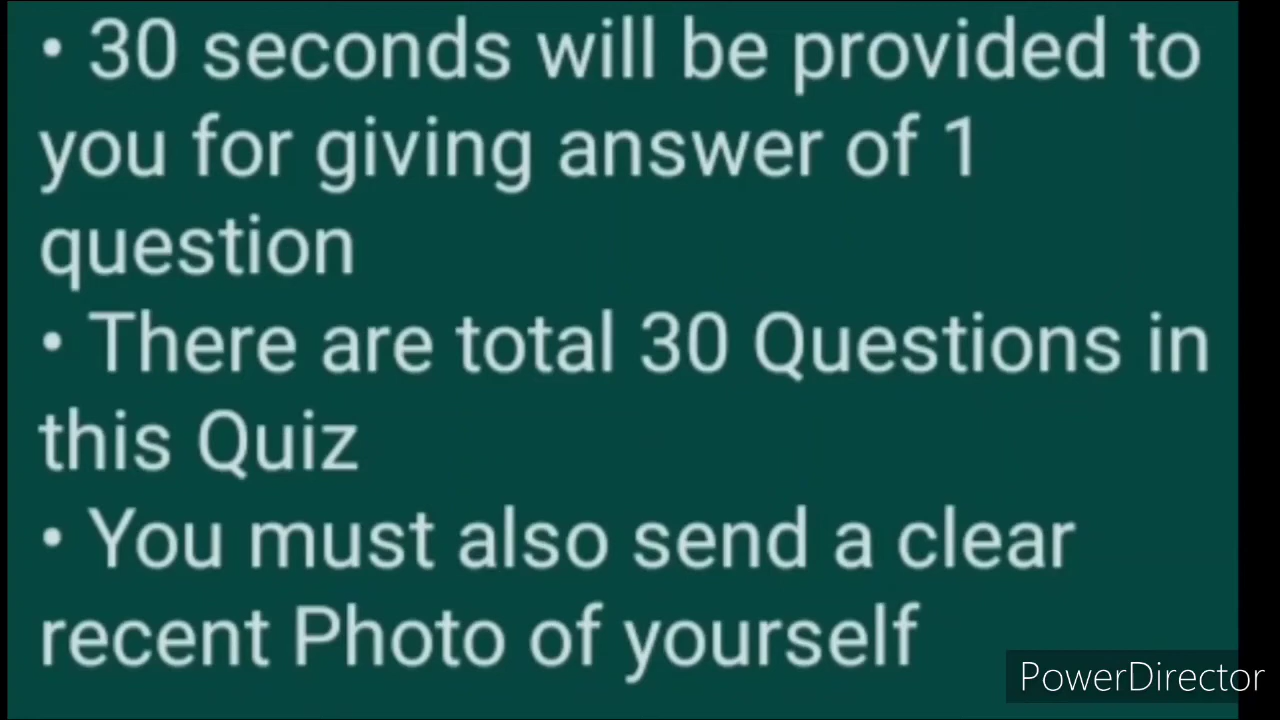 • 30 seconds will be provided to
you for giving answer of 1
question
• There are total 30 Questions in
this Quiz
• You must also send a clear
recent Photo of yourself
PowerDirector